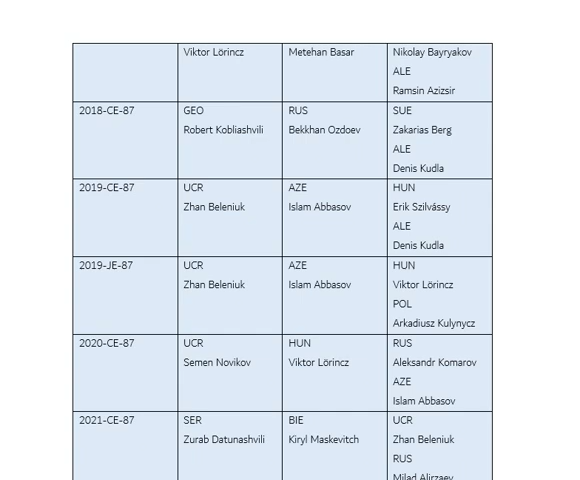 Viktor Lörincz
Metehan Basar
Nikolay Bayryakov
ALE
Ramsin Azizsir
2018-CE-87
GEO
Robert Kobliashvili
RUS
Bekkhan Ozdoev
SUE
Zakarias Berg
ALE
Denis Kudla
2019-CE-87
UCR
Zhan Beleniuk
AZE
Islam Abbasov
HUN
Erik Szilvássy
ALE
Denis Kudla
2019-JE-87
UCR
Zhan Beleniuk
AZE
Islam Abbasov
HUN
Viktor Lörincz
POL
Arkadiusz Kulynycz
2020-CE-87
UCR
Semen Novikov
HUN
Viktor Lörincz
RUS
Aleksandr Komarov
AZE
Islam Abbasov
2021-CE-87
SER
Zurab Datunashvili
BIE
Kiryl Maskevitch
UCR
Zhan Beleniuk
RUS
Milad Alirzaev